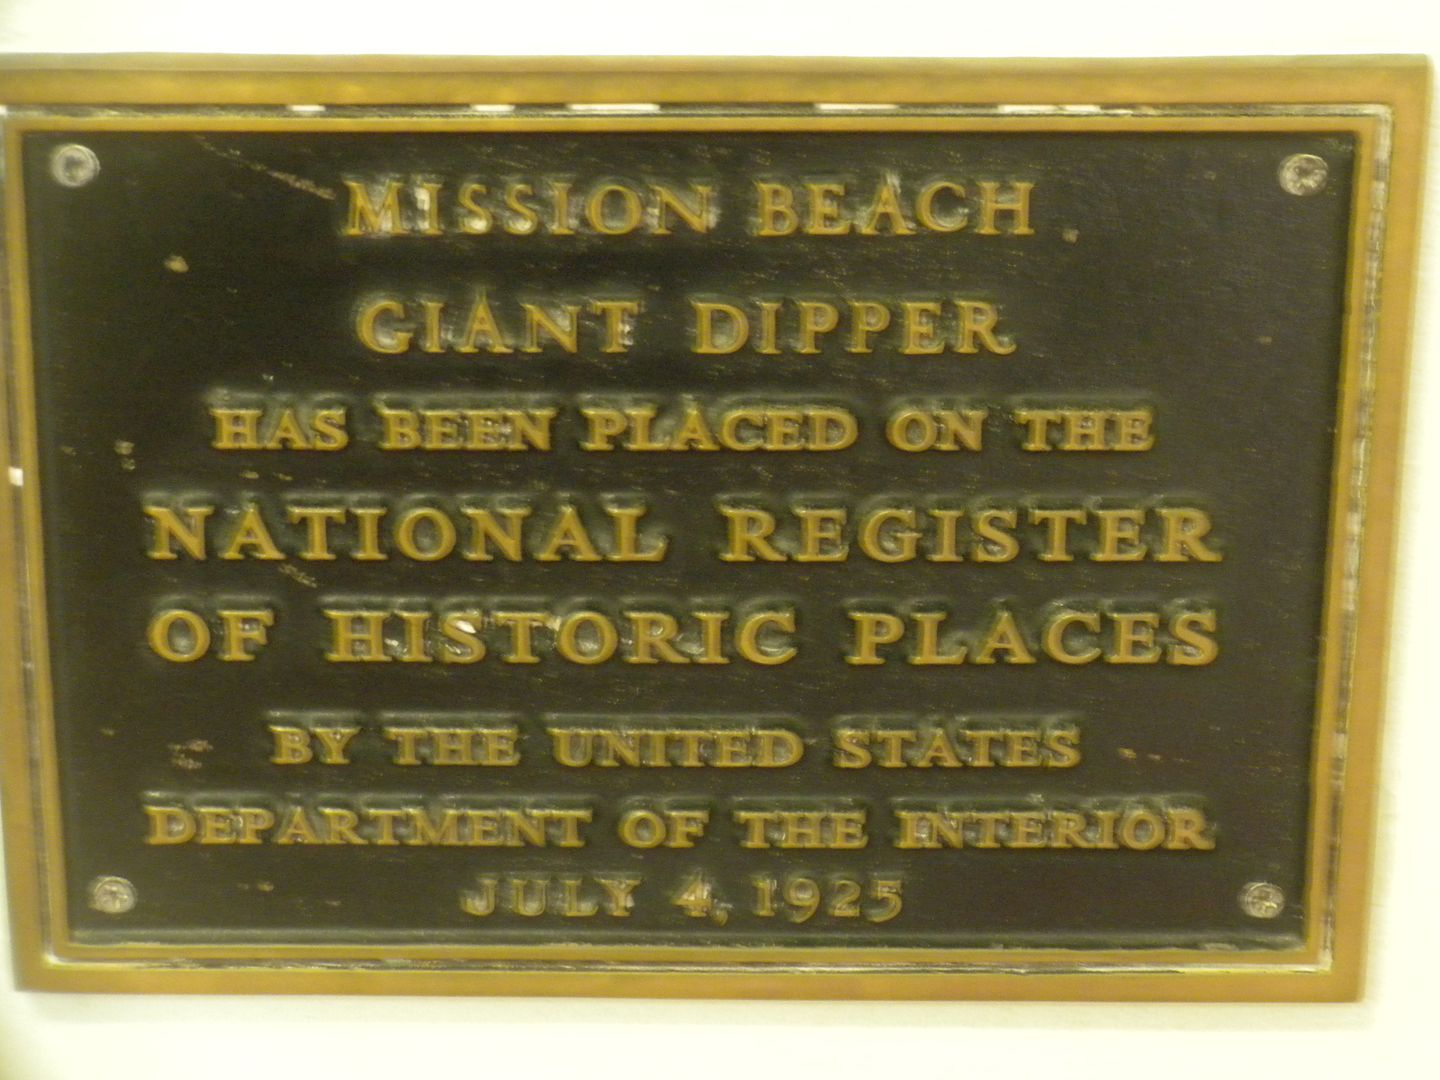 MISSION BEACH
GIANT DIPPER
HAS BEEN PLACED ON THE
NATIONAL REGISTER
OF HISTORIC PLACES
BY THE UNITED STATES
DEPARTMENT OF THE INTERIOR
JULY 4, 1925